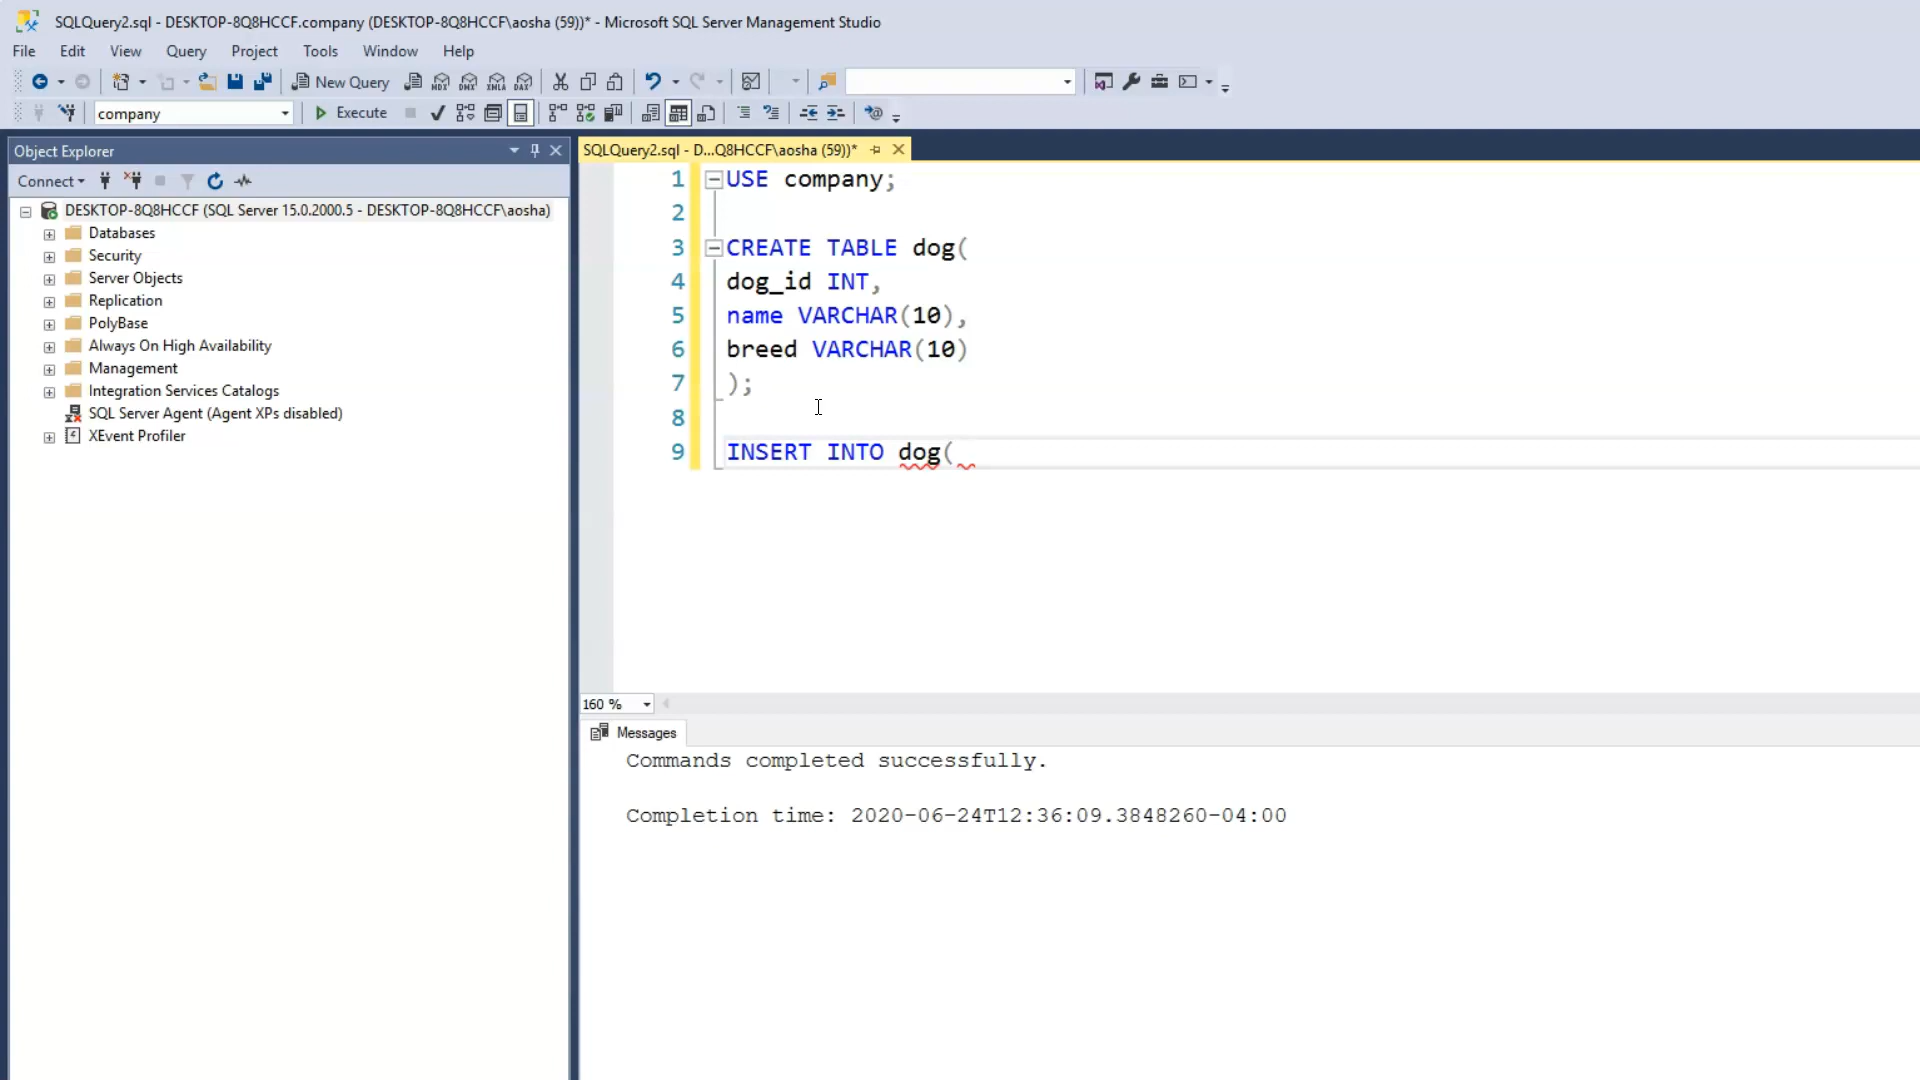 SQLQuery2.sql - DESKTOP-8Q8HCCF.company (DESKTOP-8Q8HCCF\aosha (59))* - Microsoft SQL Server Management Studio
File Edit View Query Project Tools Window Help
New Query MDX DMX XMLA DAX
company Execute
Object Explorer
Connect
DESKTOP-8Q8HCCF (SQL Server 15.0.2000.5 - DESKTOP-8Q8HCCF\aosha)
Databases
Security
Server Objects
Replication
PolyBase
Always On High Availability
Management
Integration Services Catalogs
SQL Server Agent (Agent XPs disabled)
XEvent Profiler
SQLQuery2.sql - D...Q8HCCF\aosha (59))*
1 USE company;
2
3 CREATE TABLE dog(
4 dog_id INT,
5 name VARCHAR(10),
6 breed VARCHAR(10)
7 );
8
9 INSERT INTO dog(
160 %
Messages
Commands completed successfully.
Completion time: 2020-06-24T12:36:09.3848260-04:00